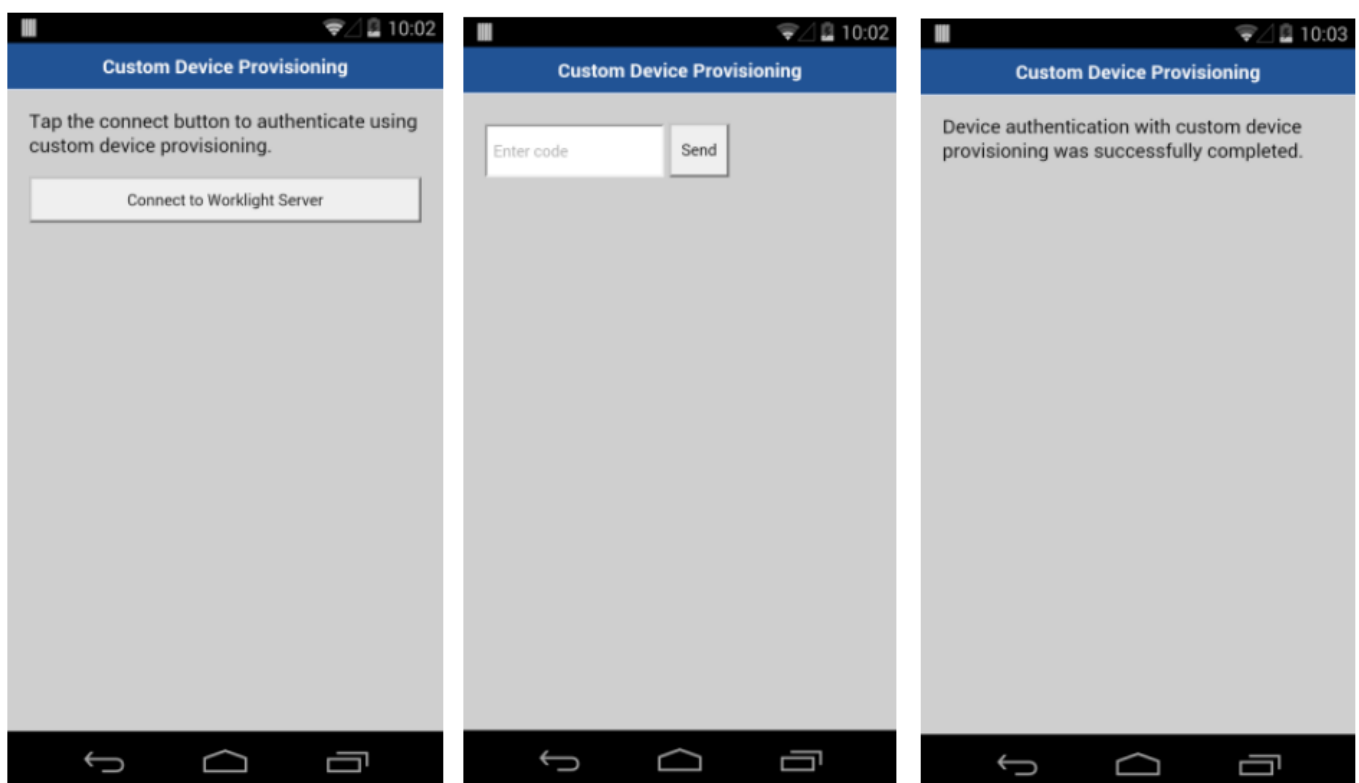 10:02
Custom Device Provisioning
Tap the connect button to authenticate using
custom device provisioning.
Connect to Worklight Server
10:02
Custom Device Provisioning
Enter code
Send
10:03
Custom Device Provisioning
Device authentication with custom device
provisioning was successfully completed.